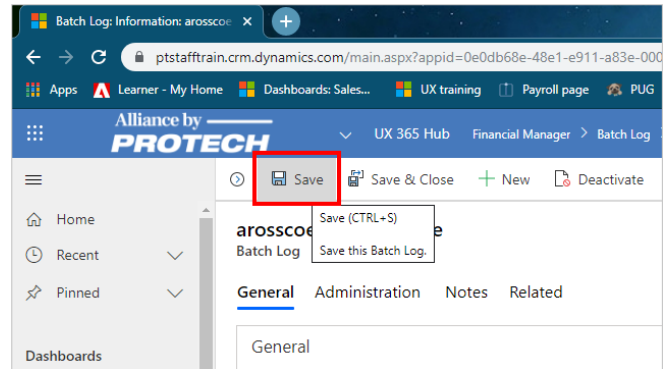 Batch Log: Information: arosscoe
ptstafftrain.crm.dynamics.com/main.aspx?appid=0e0db68e-48e1-e911-a83e-000
Apps Learner - My Home Dashboards: Sales... UX training Payroll page PUG
Alliance by
PROTECH
UX 365 Hub Financial Manager > Batch Log
Save Save & Close New Deactivate
Home
Recent
Pinned
Dashboards
arosscoe
Save (CTRL+S)
Batch Log
Save this Batch Log.
General Administration Notes Related
General